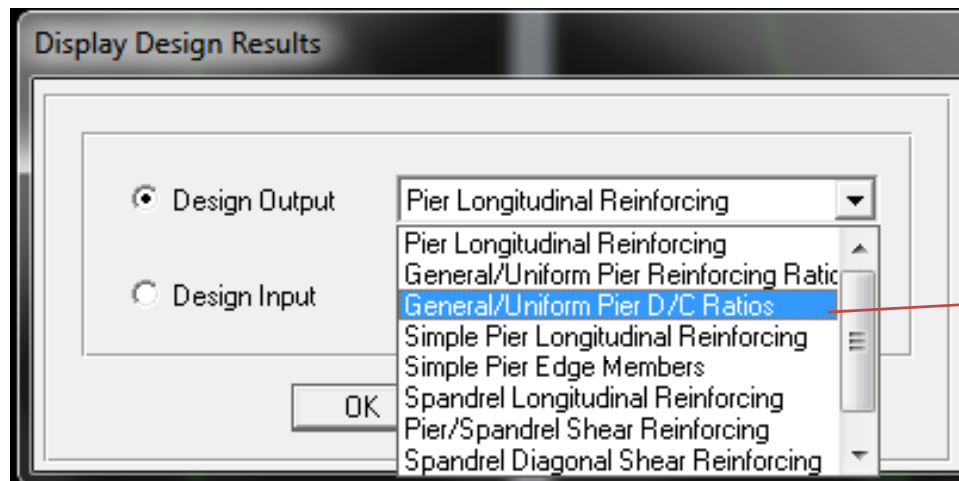 Display Design Results
Design Output
Pier Longitudinal Reinforcing
Pier Longitudinal Reinforcing
General/Uniform Pier Reinforcing Ratio
General/Uniform Pier D/C Ratios
Design Input
Simple Pier Longitudinal Reinforcing
Simple Pier Edge Members
Spandrel Longitudinal Reinforcing
OK
Pier/Spandrel Shear Reinforcing
Spandrel Diagonal Shear Reinforcing